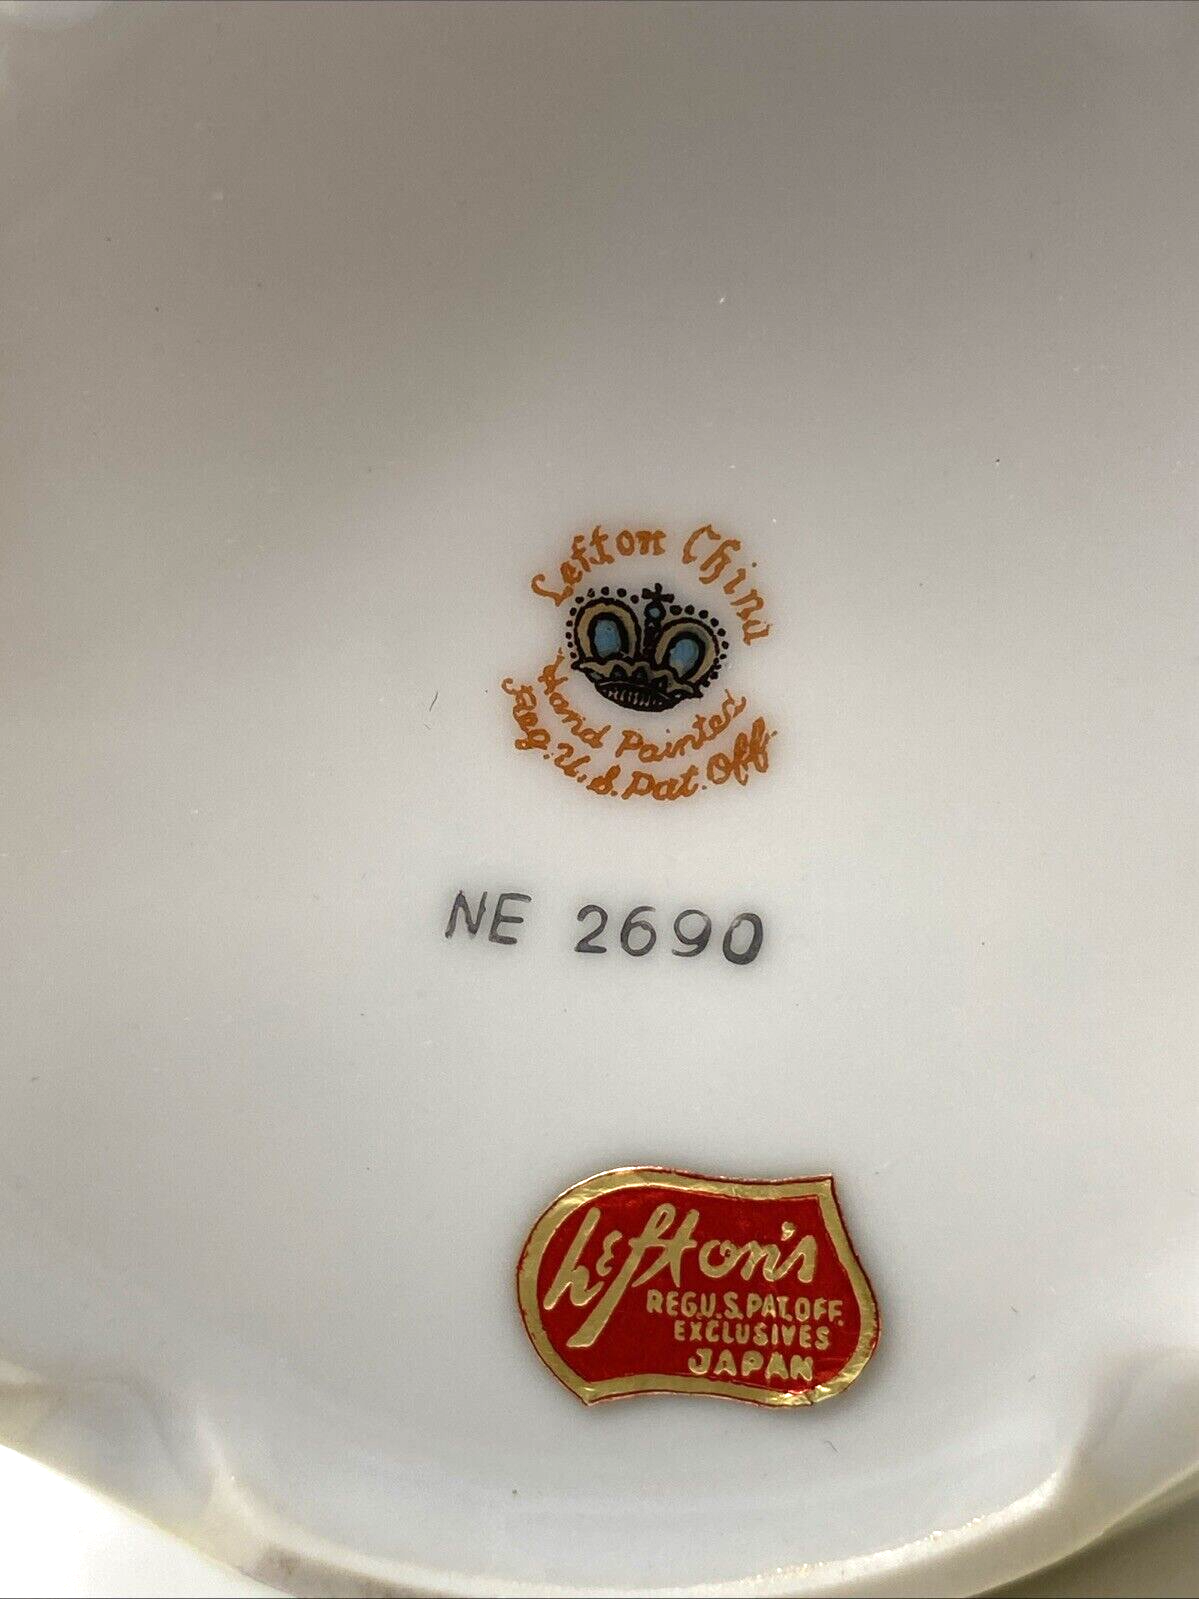 Lefton China
Hand Painted
Reg. U. S. Pat. Off.
NE 2690
Lefton's
REG.U.S.PAT.OFF.
EXCLUSIVES
JAPAN